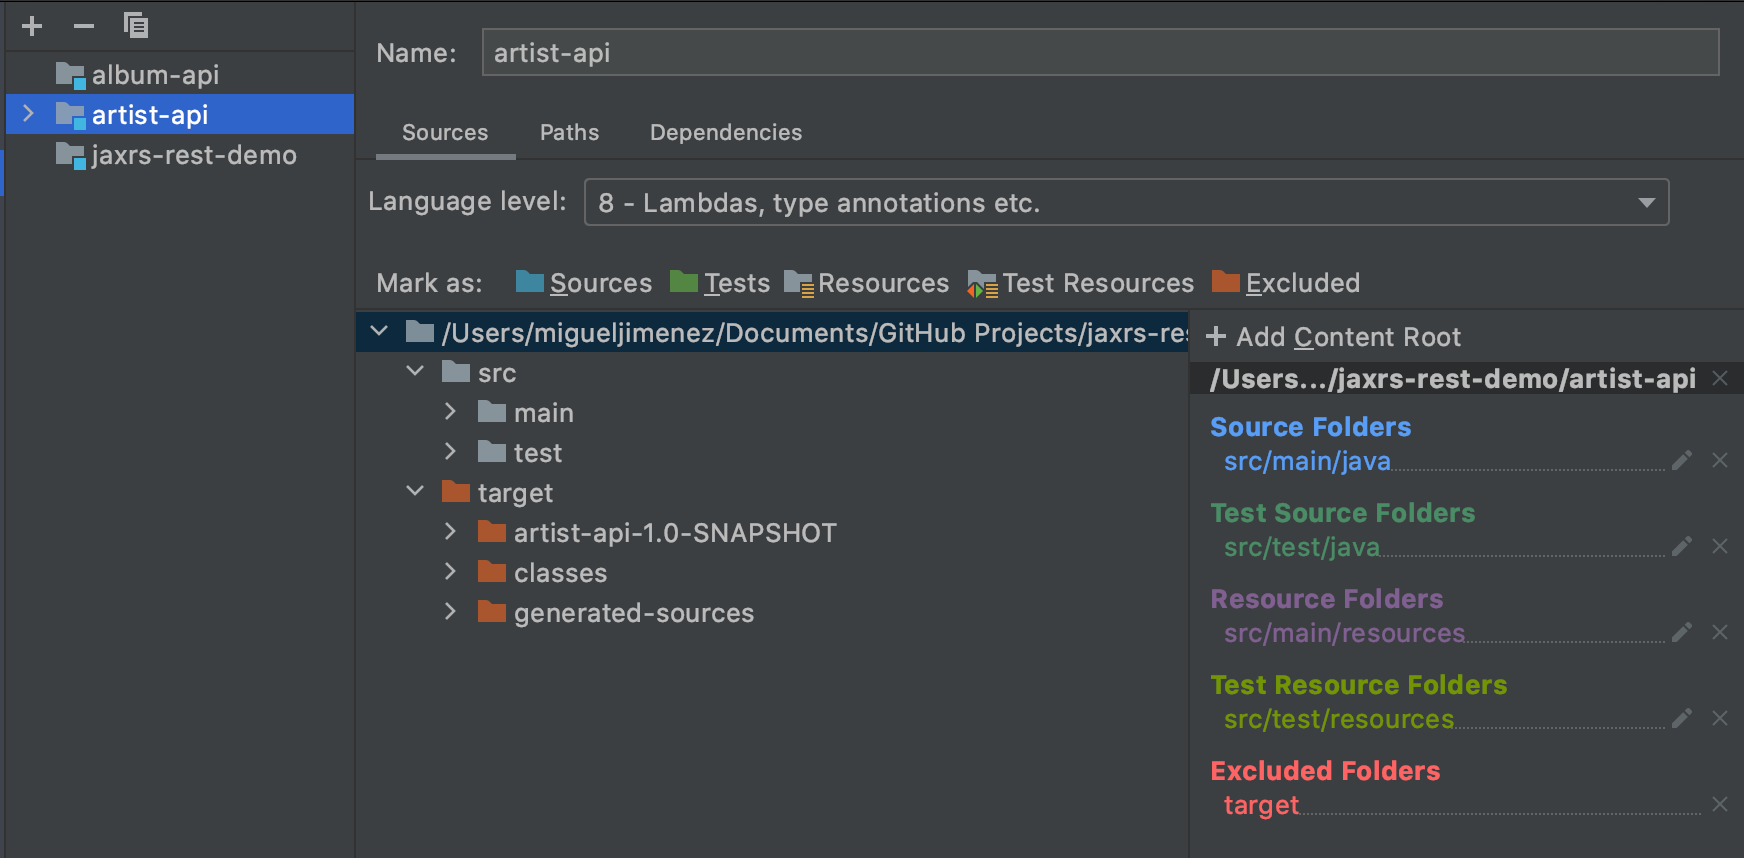 album-api
artist-api
jaxrs-rest-demo
Name: artist-api
Sources Paths Dependencies
Language level: 8 - Lambdas, type annotations etc.
Mark as: Sources Tests Resources Test Resources Excluded
/Users/migueljimenez/Documents/GitHub Projects/jaxrs-res
src
main
test
target
artist-api-1.0-SNAPSHOT
classes
generated-sources
+ Add Content Root
/Users.../jaxrs-rest-demo/artist-api
Source Folders
src/main/java
Test Source Folders
src/test/java
Resource Folders
src/main/resources
Test Resource Folders
src/test/resources
Excluded Folders
target